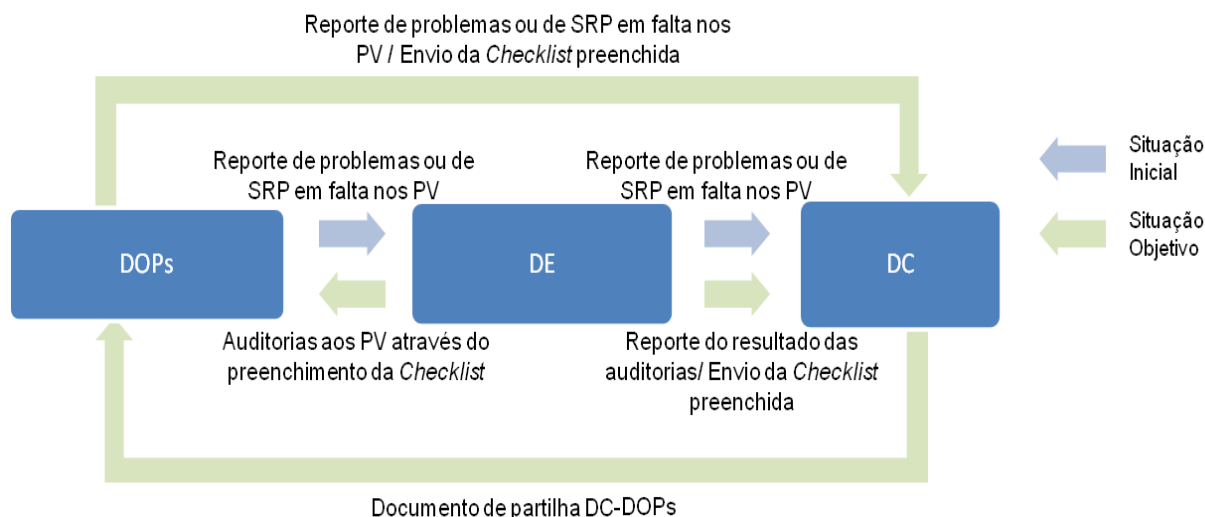 Reporte de problemas ou de SRP em falta nos
PV / Envio da Checklist preenchida
Reporte de problemas ou de
SRP em falta nos PV
Reporte de problemas ou de
SRP em falta nos PV
Situação
Inicial
Situação
Objetivo
DOPs
DE
DC
Auditorias aos PV através do
preenchimento da Checklist
Reporte do resultado das
auditorias/ Envio da Checklist
preenchida
Documento de partilha DC-DOPs